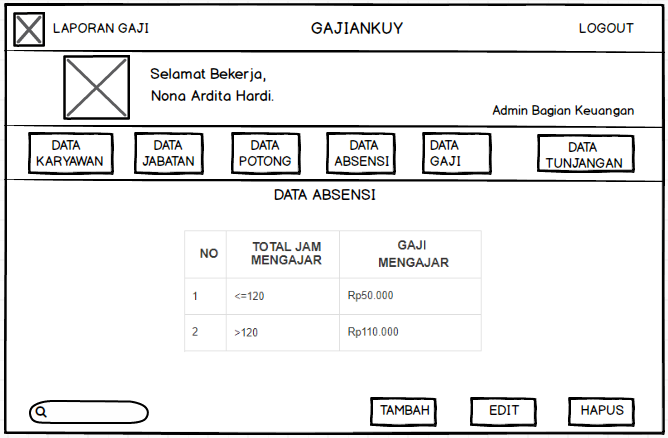 LAPORAN GAJI
GAJIANKUY
LOGOUT
Selamat Bekerja,
Nona Ardita Hardi.
Admin Bagian Keuangan
DATA
KARYAWAN
DATA
JABATAN
DATA
POTONG
DATA
ABSENSI
DATA
GAJI
DATA
TUNJANGAN
DATA ABSENSI
NO
TOTAL JAM
MENGAJAR
GAJI
MENGAJAR
1
<=120
Rp50.000
2
>120
Rp110.000
TAMBAH
EDIT
HAPUS